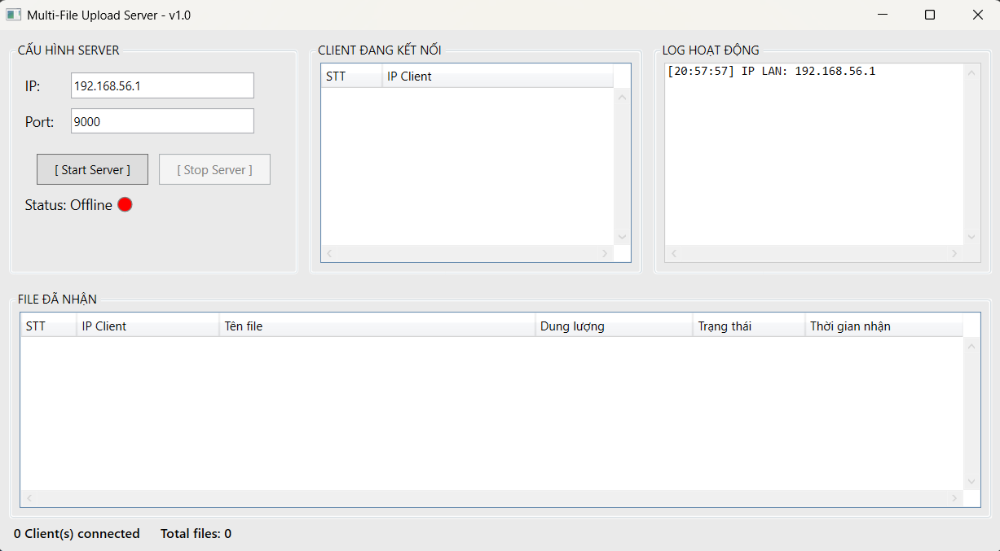 Multi-File Upload Server - v1.0
CẤU HÌNH SERVER
IP:
192.168.56.1
Port:
9000
[ Start Server ]
[ Stop Server ]
Status: Offline
CLIENT ĐANG KẾT NỐI
STT
IP Client
LOG HOẠT ĐỘNG
[20:57:57] IP LAN: 192.168.56.1
FILE ĐÃ NHẬN
STT
IP Client
Tên file
Dung lượng
Trạng thái
Thời gian nhận
0 Client(s) connected
Total files: 0